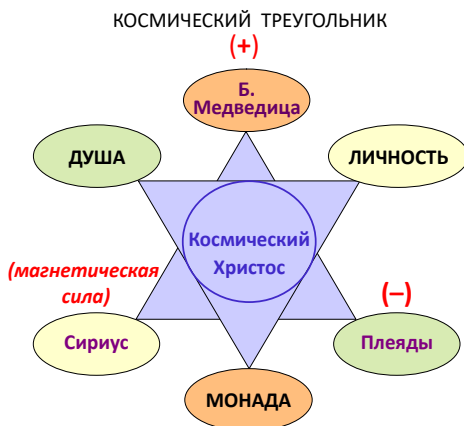 КОСМИЧЕСКИЙ ТРЕУГОЛЬНИК
(+)
Б.
Медведица
ДУША
ЛИЧНОСТЬ
Космический
Христос
(магнетическая
сила)
(–)
Сириус
Плеяды
МОНАДА